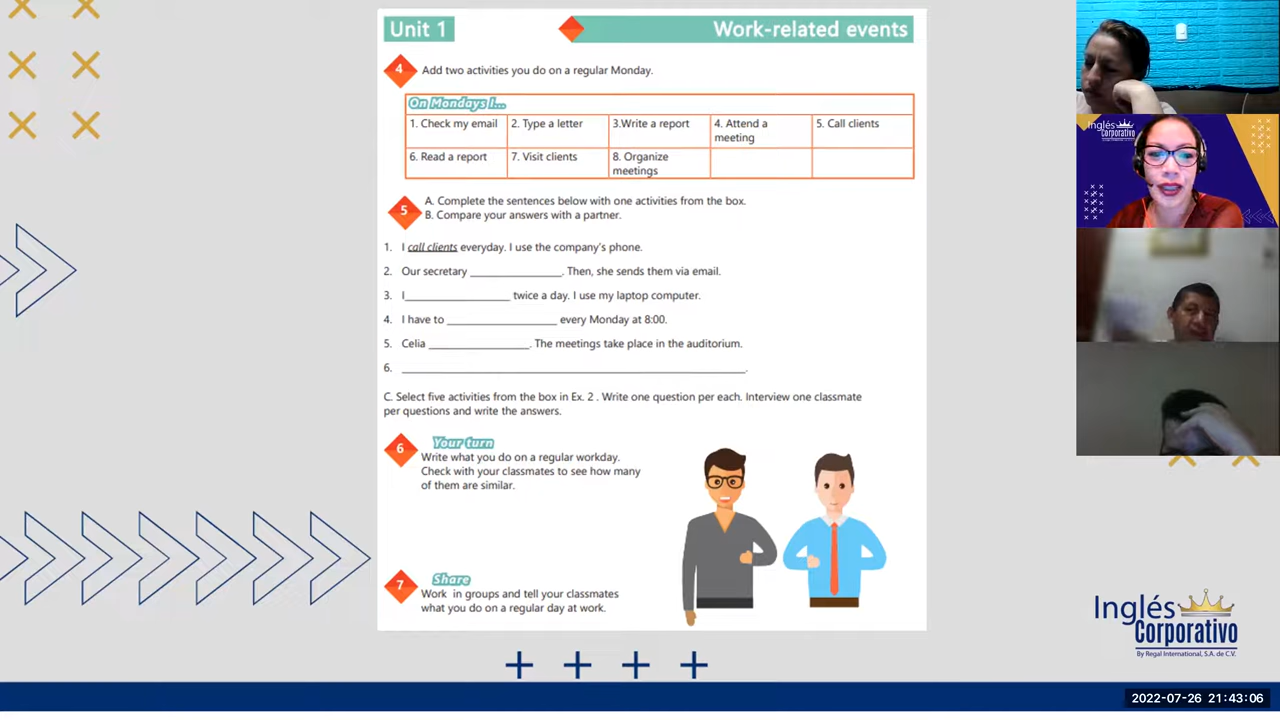 Unit 1
Work-related events
4 Add two activities you do on a regular Monday.
On Mondays I...
1. Check my email 2. Type a letter 3.Write a report 4. Attend a meeting 5. Call clients
6. Read a report 7. Visit clients 8. Organize meetings
5 A. Complete the sentences below with one activities from the box.
B. Compare your answers with a partner.
1. I call clients everyday. I use the company's phone.
2. Our secretary _______________. Then, she sends them via email.
3. I_________________ twice a day. I use my laptop computer.
4. I have to __________________ every Monday at 8:00.
5. Celia ________________. The meetings take place in the auditorium.
6. _________________________________________________________.
C. Select five activities from the box in Ex. 2 . Write one question per each. Interview one classmate
per questions and write the answers.
6 Your turn
Write what you do on a regular workday.
Check with your classmates to see how many
of them are similar.
7 Share
Work in groups and tell your classmates
what you do on a regular day at work.
Inglés
Corporativo
Inglés
Corporativo
By Regal International, S.A. de C.V.
2022-07-26 21:43:06